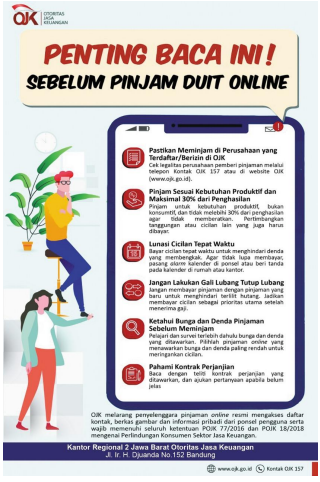 OJK OTORITAS
JASA
KEUANGAN
PENTING BACA INI!
SEBELUM PINJAM DUIT ONLINE
Pastikan Meminjam di Perusahaan yang
Terdaftar/Berizin di OJK
Cek legalitas perusahaan pemberi pinjaman melalui
telepon Kontak OJK 157 atau di website OJK
(www.ojk.go.id).
Pinjam Sesuai Kebutuhan Produktif dan
Maksimal 30% dari Penghasilan
Pinjam untuk kebutuhan produktif, bukan
konsumtif, dan tidak melebihi 30% dari penghasilan
agar tidak memberatkan. Pertimbangkan
tanggungan atau cicilan lain yang juga harus
dibayar.
Lunasi Cicilan Tepat Waktu
Bayar cicilan tepat waktu untuk menghindari denda
yang membengkak. Agar tidak lupa membayar,
pasang alarm kalender di ponsel atau beri tanda
pada kalender di rumah atau kantor.
Jangan Lakukan Gali Lubang Tutup Lubang
Jangan membayar pinjaman dengan pinjaman yang
baru untuk menghindari terlilit hutang. Jadikan
membayar cicilan sebagai prioritas utama setelah
menerima gaji.
Ketahui Bunga dan Denda Pinjaman
Sebelum Meminjam
Pelajari dan survei terlebih dahulu bunga dan denda
yang ditawarkan. Pilihlah pinjaman online yang
menawarkan bunga dan denda paling rendah untuk
meringankan cicilan.
Pahami Kontrak Perjanjian
Baca dengan teliti kontrak perjanjian yang
ditawarkan, dan ajukan pertanyaan apabila belum
jelas
OJK melarang penyelenggara pinjaman online resmi mengakses daftar
kontak, berkas gambar dan informasi pribadi dari ponsel pengguna serta
wajib memenuhi seluruh ketentuan POJK 77/2016 dan POJK 18/2018
mengenai Perlindungan Konsumen Sektor Jasa Keuangan.
Kantor Regional 2 Jawa Barat Otoritas Jasa Keuangan
Jl. Ir. H. Djuanda No.152 Bandung
www.ojk.go.id Kontak OJK 157